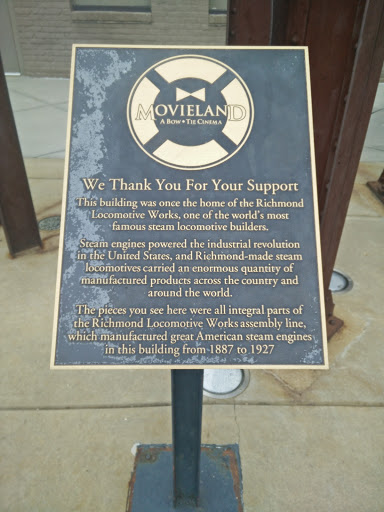 MOVIELAND
A BOW • TIE CINEMA
We Thank You For Your Support
This building was once the home of the Richmond
Locomotive Works, one of the world's most
famous steam locomotive builders.
Steam engines powered the industrial revolution
in the United States, and Richmond-made steam
locomotives carried an enormous quantity of
manufactured products across the country and
around the world.
The pieces you see here were all integral parts of
the Richmond Locomotive Works assembly line,
which manufactured great American steam engines
in this building from 1887 to 1927